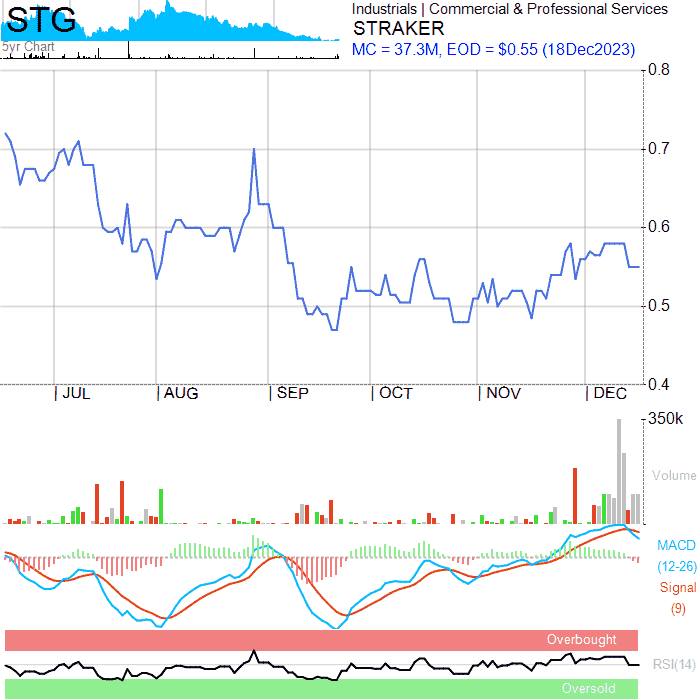 STG
5yr Chart
Industrials | Commercial & Professional Services
STRAKER
MC = 37.3M, EOD = $0.55 (18Dec2023)
0.8
0.7
0.6
0.5
0.4
JUL AUG SEP OCT NOV DEC
350k
Volume
MACD
(12-26)
Signal
(9)
Overbought
RSI(14)
Oversold